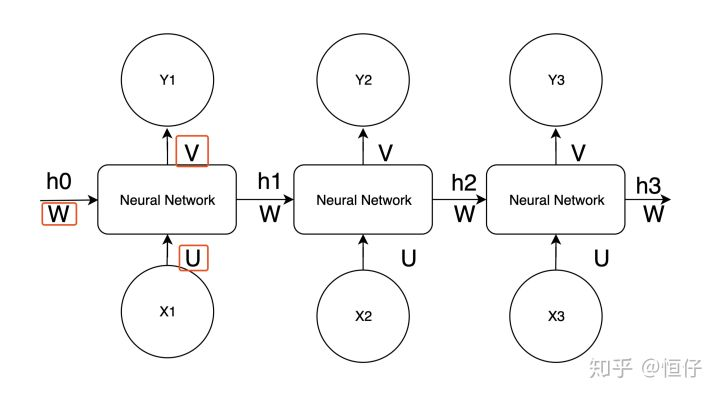 Y1 Y2 Y3
V V V
h0 Neural Network h1 Neural Network h2 Neural Network h3
W W W W
U U U
X1 X2 X3
知乎 @恒仔